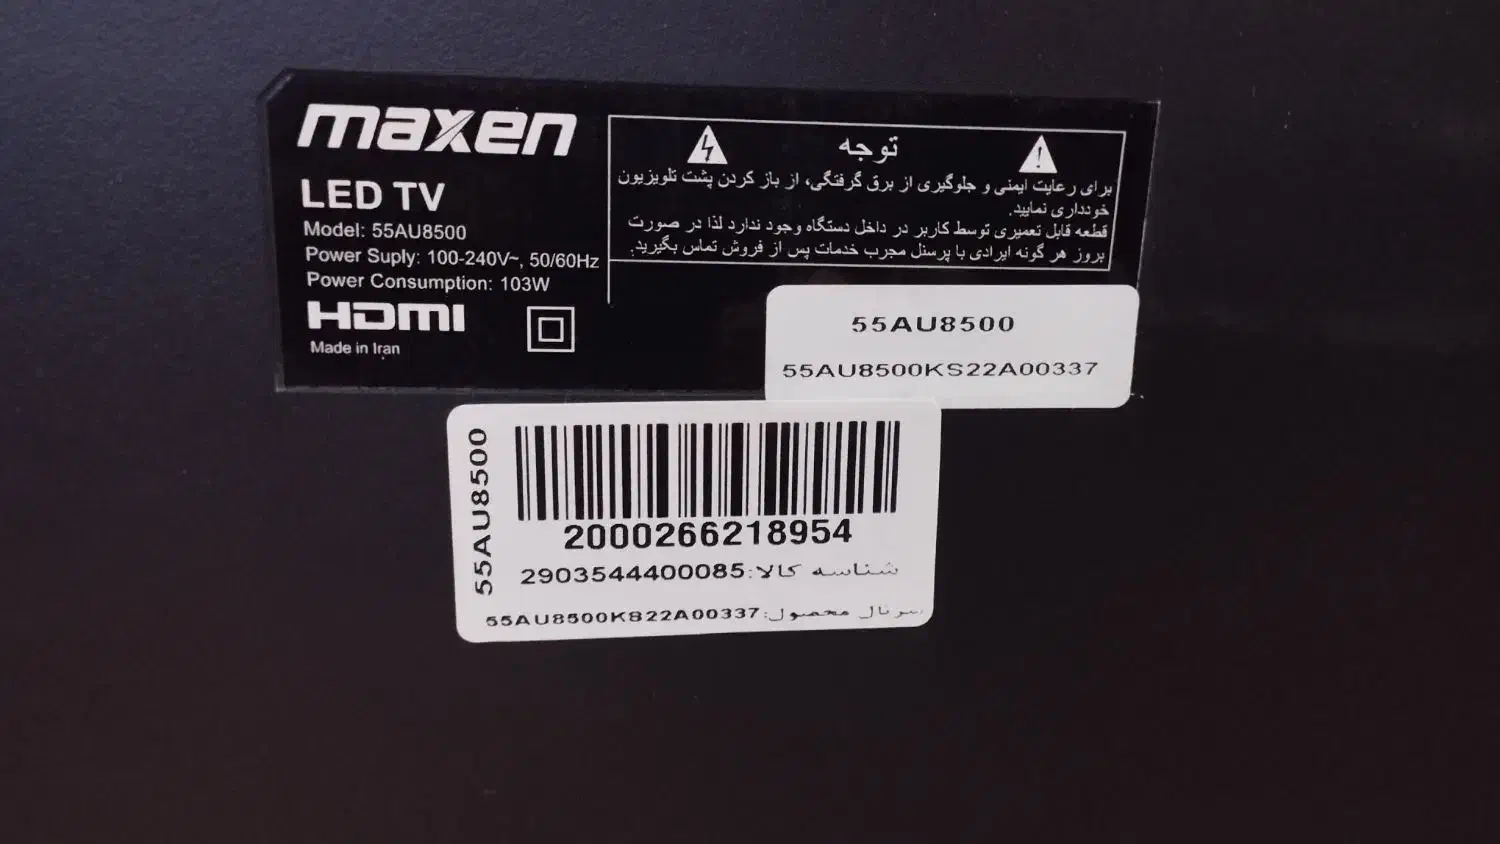 maxen
LED TV
Model: 55AU8500
Power Suply: 100-240V~, 50/60Hz
Power Consumption: 103W
HDMI
Made in Iran
توجه
برای رعایت ایمنی و جلوگیری از برق گرفتگی، از باز کردن پشت تلویزیون
خودداری نمایید.
قطعه قابل تعمیری توسط کاربر در داخل دستگاه وجود ندارد لذا در صورت
بروز هر گونه ایرادی با پرسنل مجرب خدمات پس از فروش تماس بگیرید.
55AU8500
55AU8500KS22A00337
55AU8500
2000266218954
شناسه کالا:2903544400085
سریال محصول:55AU8500KS22A00337